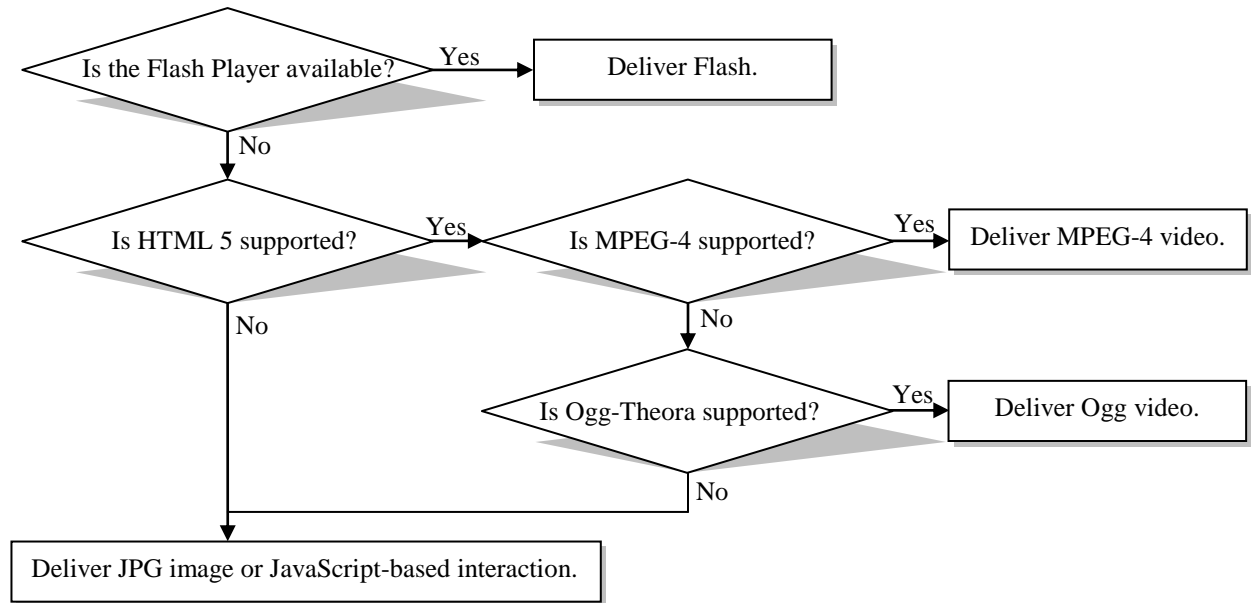 Is the Flash Player available?
Yes
Deliver Flash.
No
Is HTML 5 supported?
Yes
Is MPEG-4 supported?
Yes
Deliver MPEG-4 video.
No
No
Is Ogg-Theora supported?
Yes
Deliver Ogg video.
No
Deliver JPG image or JavaScript-based interaction.